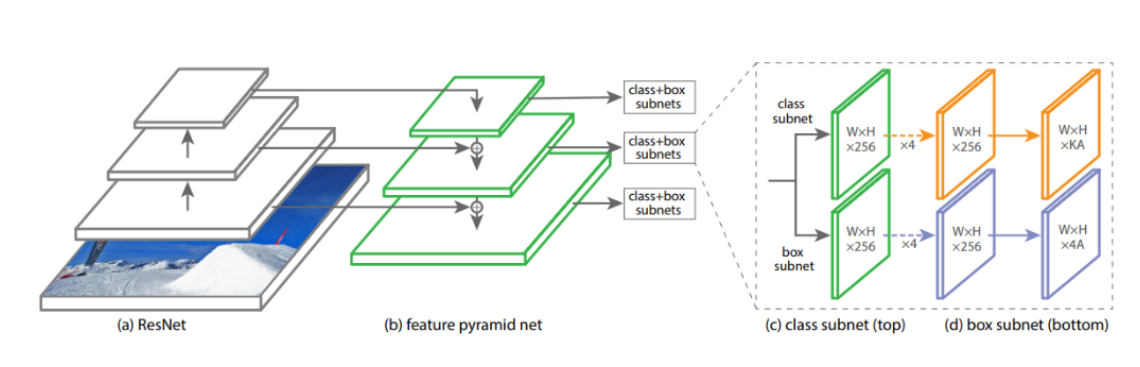 class+box
subnets
class+box
subnets
class+box
subnets
class
subnet
W×H
×256
×4
W×H
×256
W×H
×KA
box
subnet
W×H
×256
×4
W×H
×256
W×H
×4A
(a) ResNet
(b) feature pyramid net
(c) class subnet (top)
(d) box subnet (bottom)